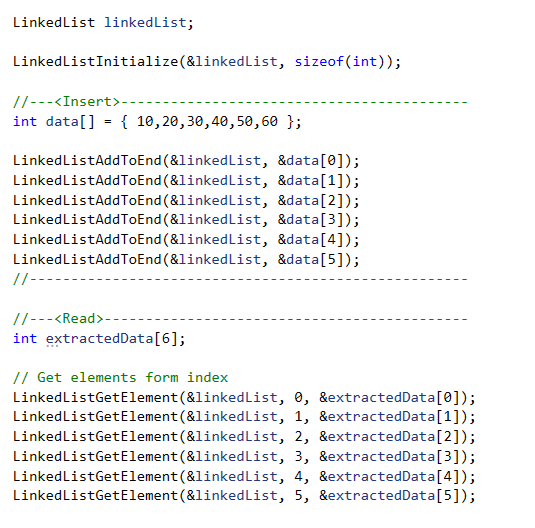 LinkedList linkedList;
LinkedListInitialize(&linkedList, sizeof(int));
//---<Insert>-------------------------------------------
int data[] = { 10,20,30,40,50,60 };
LinkedListAddToEnd(&linkedList, &data[0]);
LinkedListAddToEnd(&linkedList, &data[1]);
LinkedListAddToEnd(&linkedList, &data[2]);
LinkedListAddToEnd(&linkedList, &data[3]);
LinkedListAddToEnd(&linkedList, &data[4]);
LinkedListAddToEnd(&linkedList, &data[5]);
//------------------------------------------------------
//---<Read>---------------------------------------------
int extractedData[6];
// Get elements form index
LinkedListGetElement(&linkedList, 0, &extractedData[0]);
LinkedListGetElement(&linkedList, 1, &extractedData[1]);
LinkedListGetElement(&linkedList, 2, &extractedData[2]);
LinkedListGetElement(&linkedList, 3, &extractedData[3]);
LinkedListGetElement(&linkedList, 4, &extractedData[4]);
LinkedListGetElement(&linkedList, 5, &extractedData[5]);